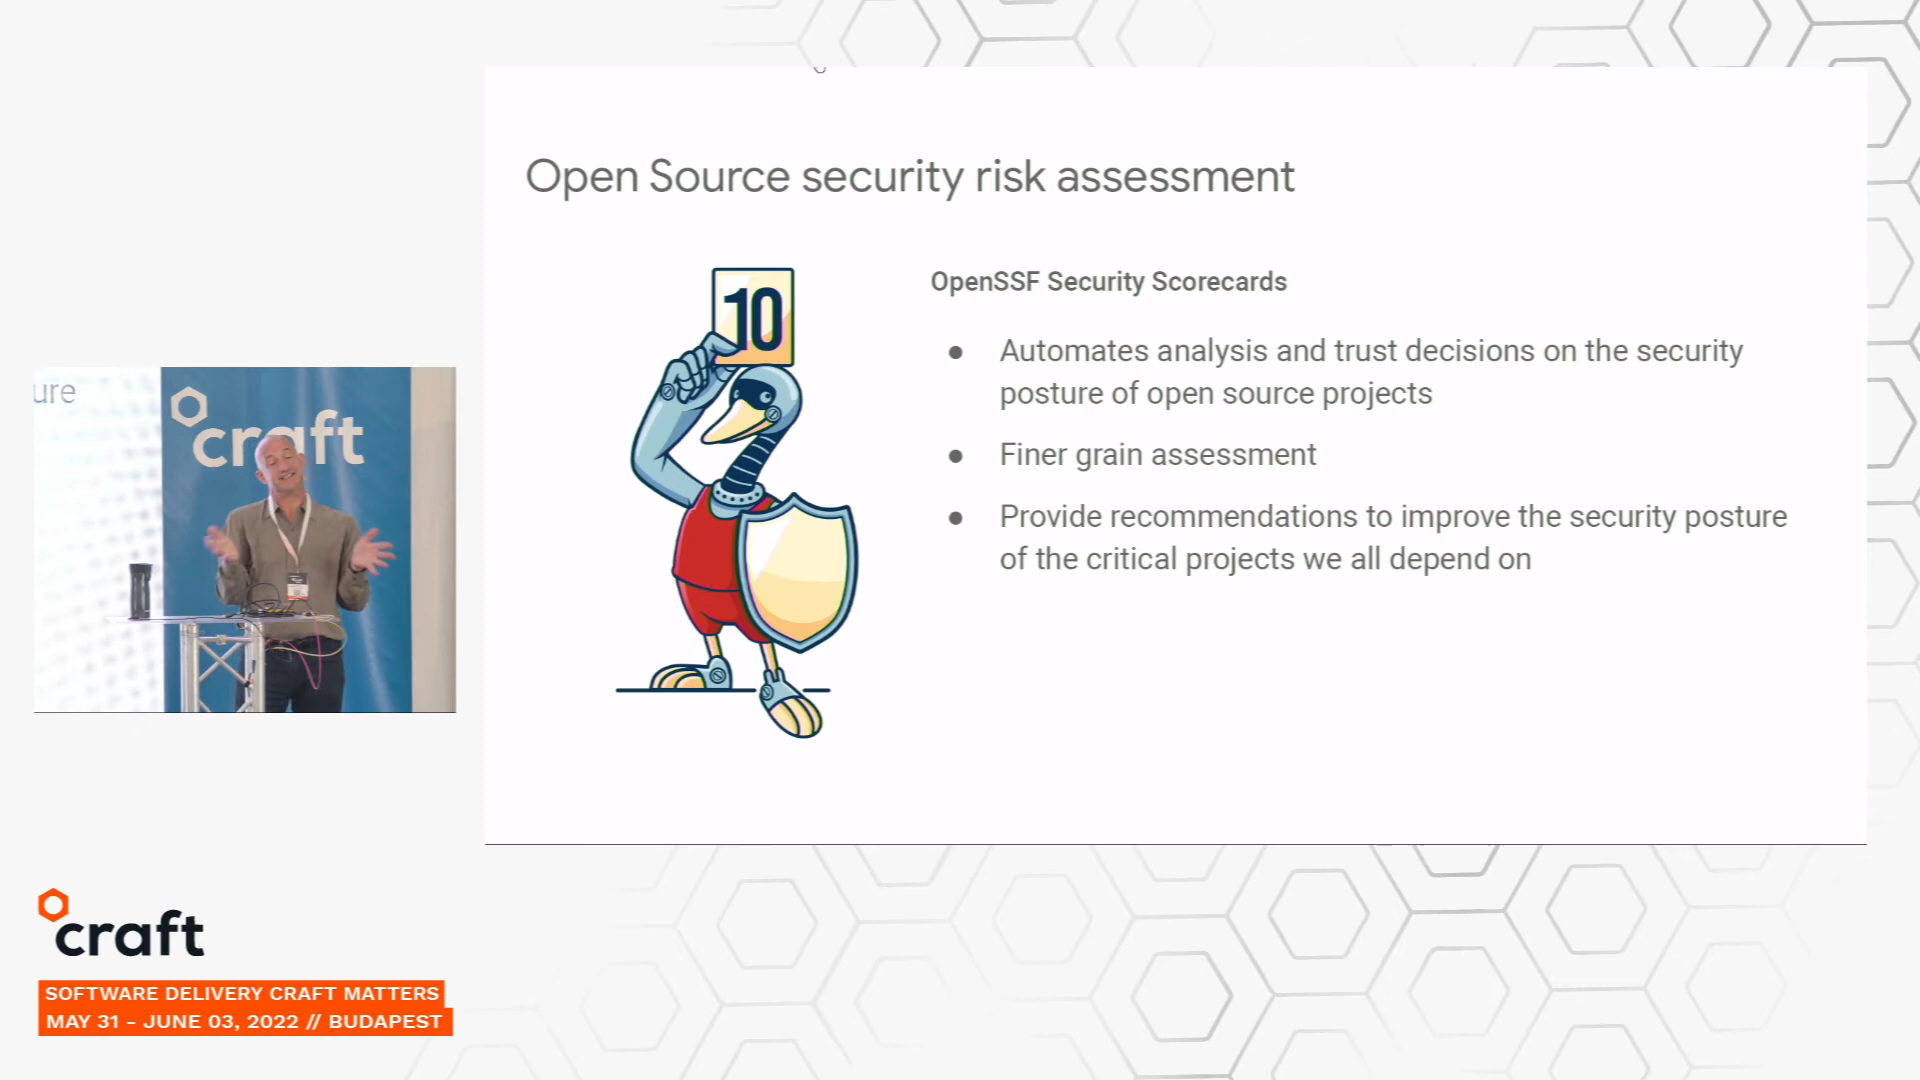 Open Source security risk assessment
10
OpenSSF Security Scorecards
● Automates analysis and trust decisions on the security
posture of open source projects
● Finer grain assessment
● Provide recommendations to improve the security posture
of the critical projects we all depend on
ure
craft
craft
SOFTWARE DELIVERY CRAFT MATTERS
MAY 31 - JUNE 03, 2022 // BUDAPEST